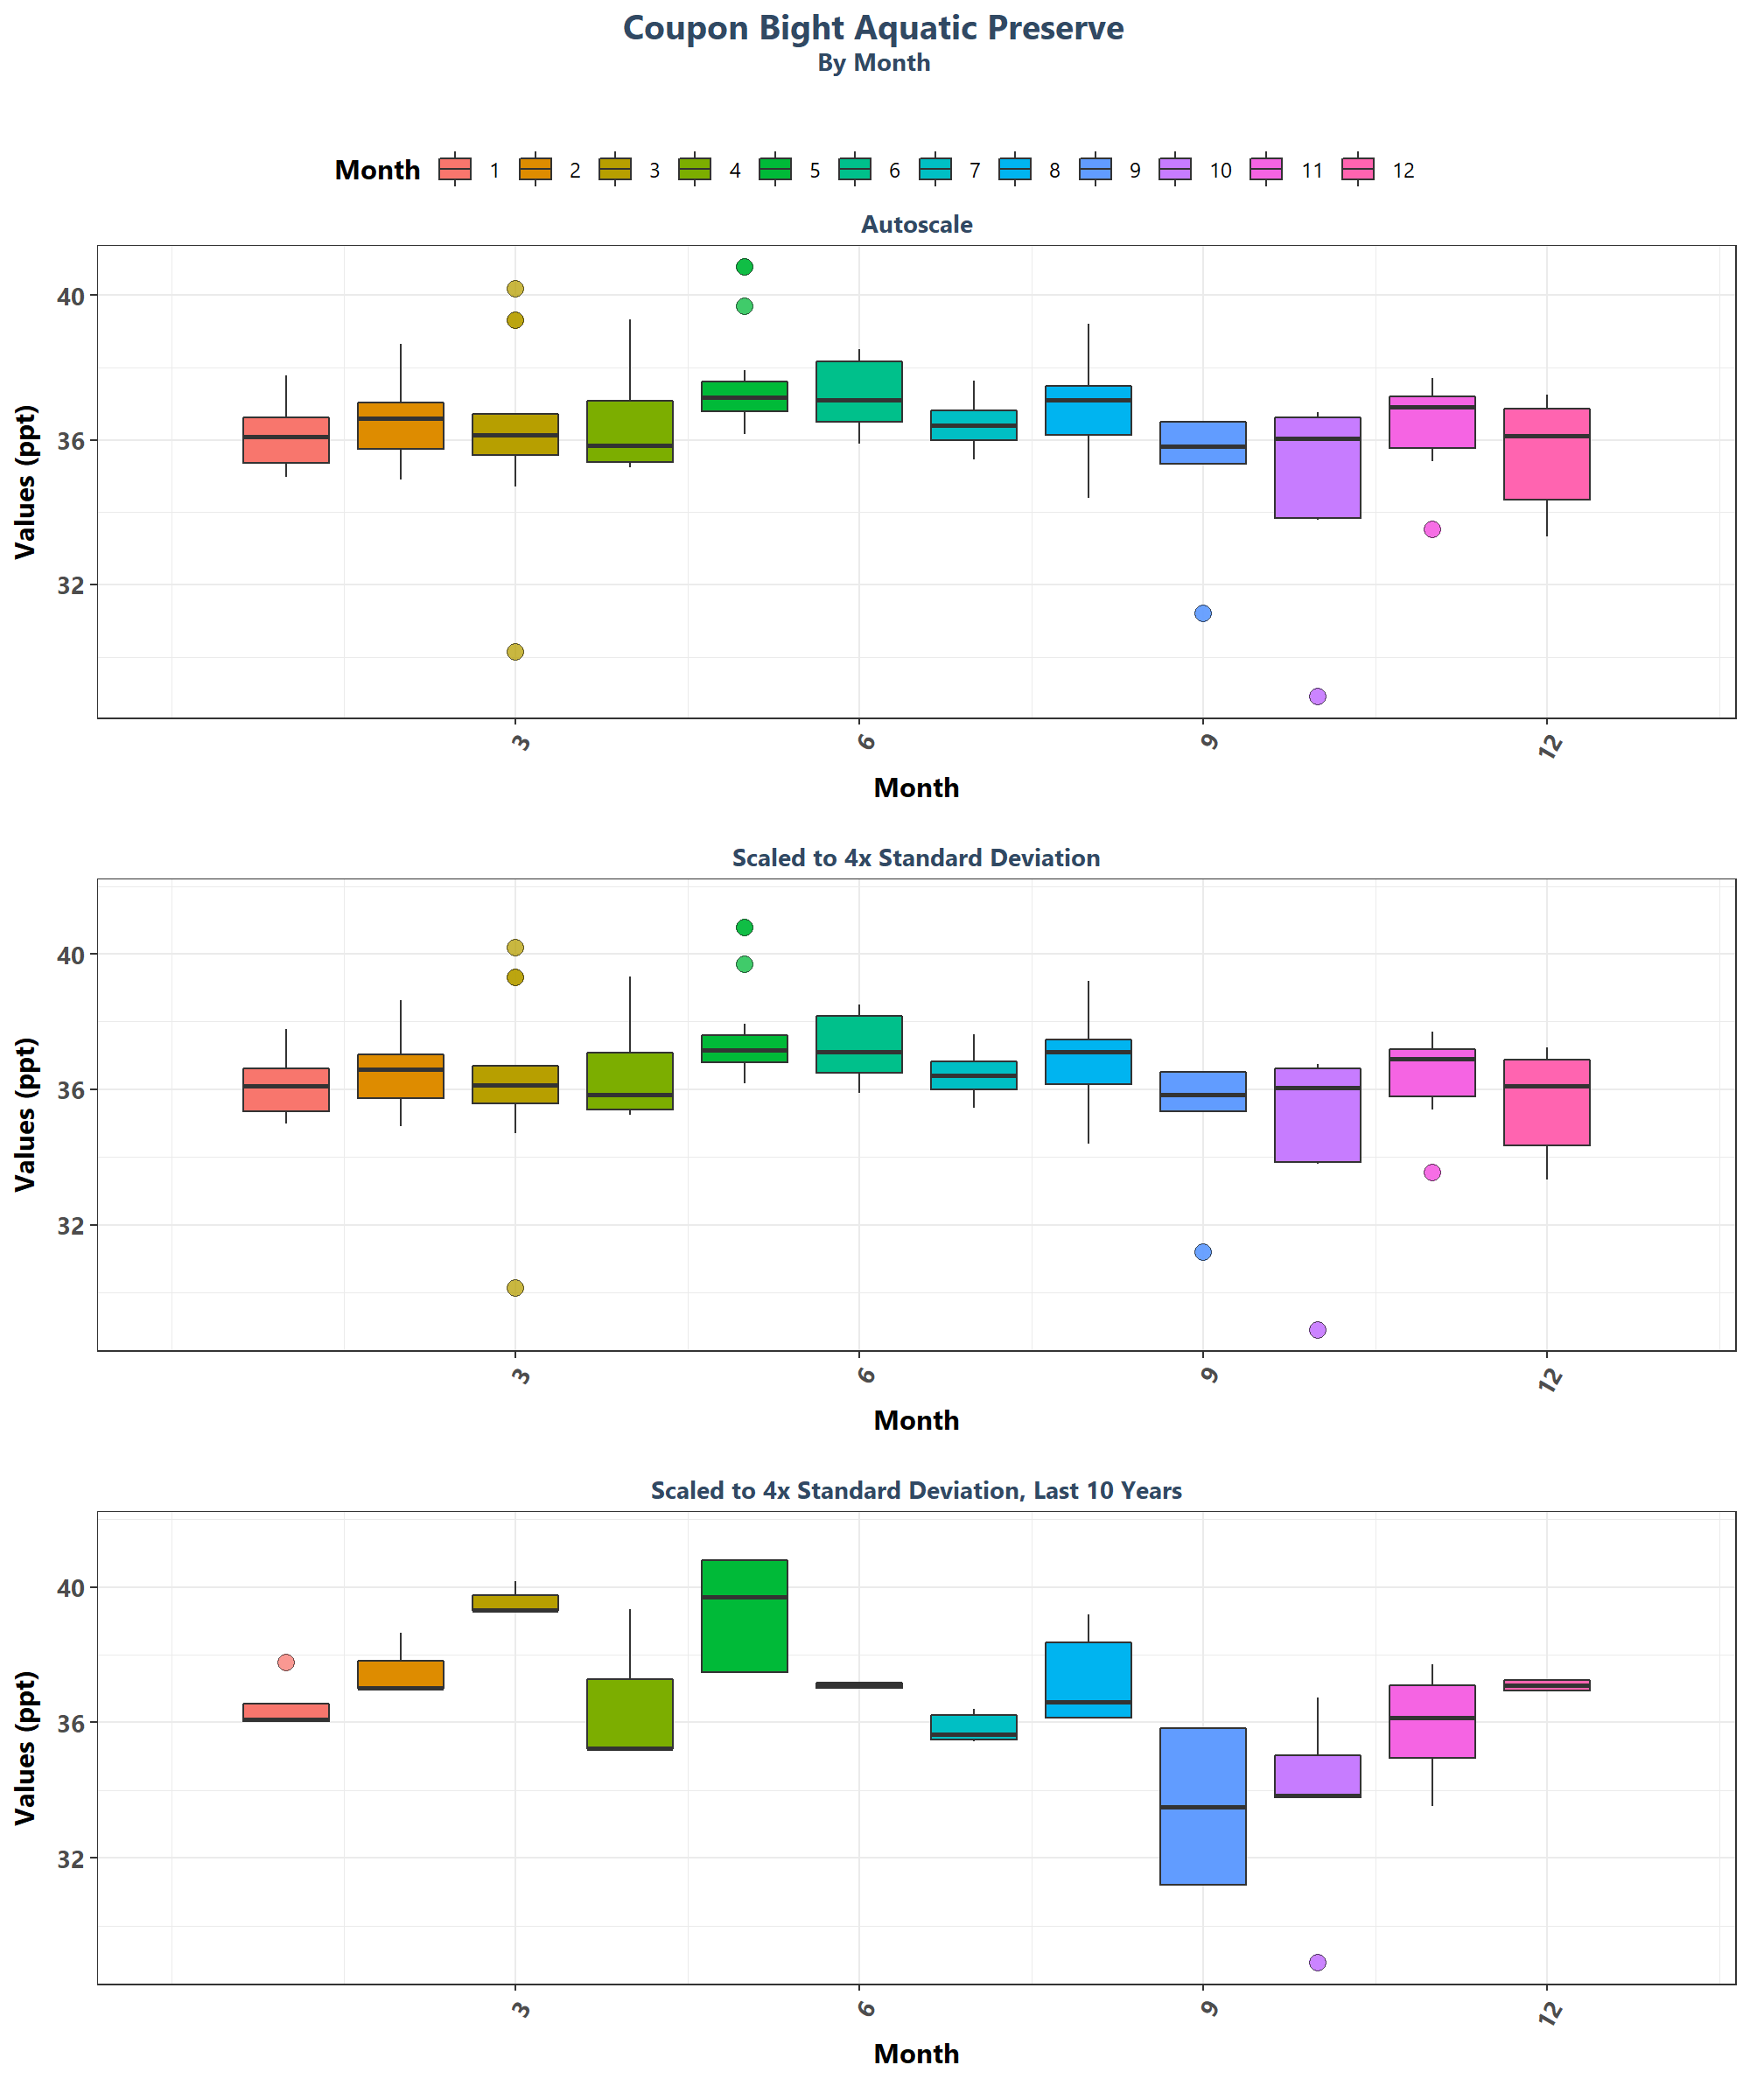 Coupon Bight Aquatic Preserve
By Month
Month 1 2 3 4 5 6 7 8 9 10 11 12
Autoscale
Values (ppt)
40
36
32
3 6 9 12
Month
Scaled to 4x Standard Deviation
Values (ppt)
40
36
32
3 6 9 12
Month
Scaled to 4x Standard Deviation, Last 10 Years
Values (ppt)
40
36
32
3 6 9 12
Month